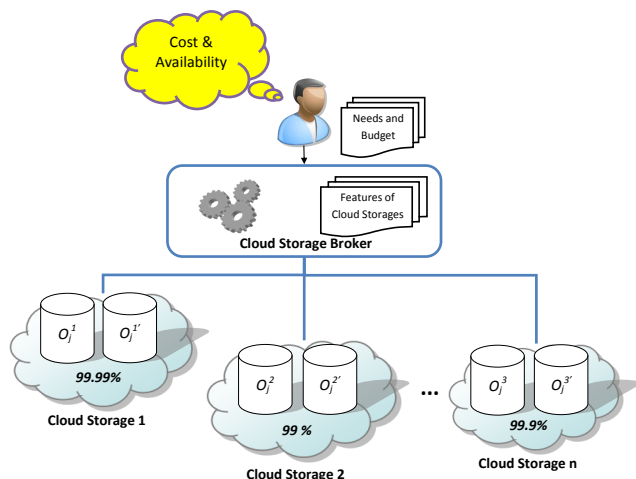 Cost &
Availability
Needs and
Budget
Features of
Cloud Storages
Cloud Storage Broker
O_j^1 O_j^1′
99.99%
Cloud Storage 1
O_j^2 O_j^2′
99 %
Cloud Storage 2
...
O_j^3 O_j^3′
99.9%
Cloud Storage n